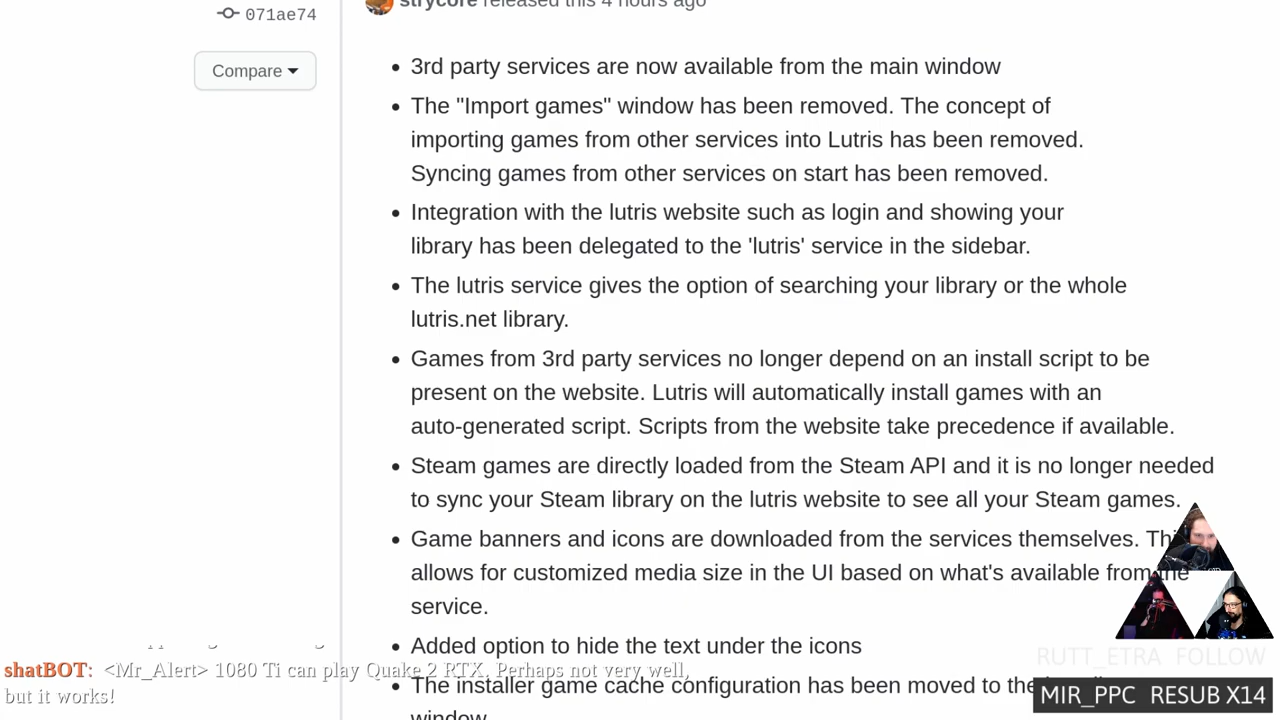 strycore released this 4 hours ago
071ae74
Compare
3rd party services are now available from the main window
The "Import games" window has been removed. The concept of
importing games from other services into Lutris has been removed.
Syncing games from other services on start has been removed.
Integration with the lutris website such as login and showing your
library has been delegated to the 'lutris' service in the sidebar.
The lutris service gives the option of searching your library or the whole
lutris.net library.
Games from 3rd party services no longer depend on an install script to be
present on the website. Lutris will automatically install games with an
auto-generated script. Scripts from the website take precedence if available.
Steam games are directly loaded from the Steam API and it is no longer needed
to sync your Steam library on the lutris website to see all your Steam games.
Game banners and icons are downloaded from the services themselves.
allows for customized media size in the UI based on what's available from the
service.
Added option to hide the text under the icons
The installer game cache configuration has been moved to the
window.
shatBOT: <Mr_Alert> 1080 Ti can play Quake 2 RTX. Perhaps not very well,
but it works!
RUTT_ETRA FOLLOW
MIR_PPC RESUB X14